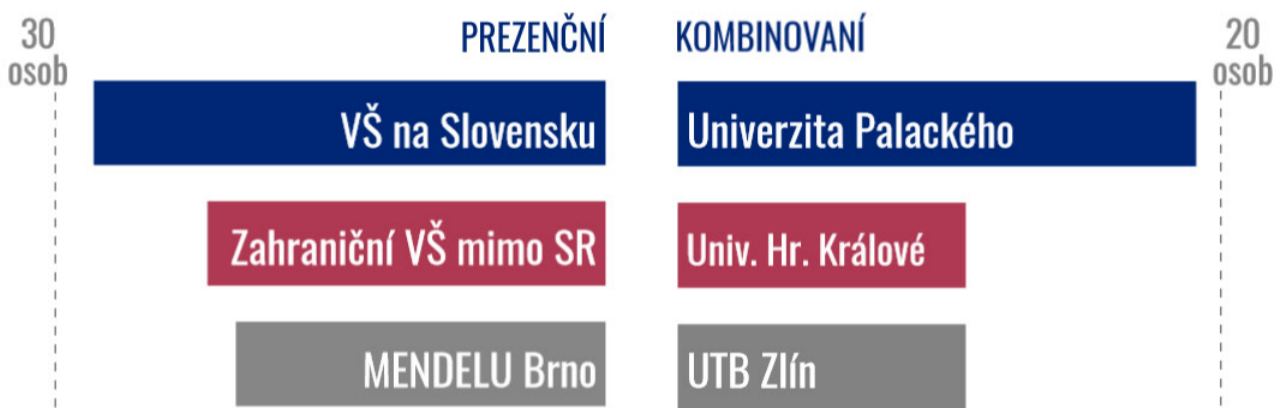 30
osob
PREZENČNÍ
KOMBINOVANÍ
20
osob
VŠ na Slovensku
Univerzita Palackého
Zahraniční VŠ mimo SR
Univ. Hr. Králové
MENDELU Brno
UTB Zlín